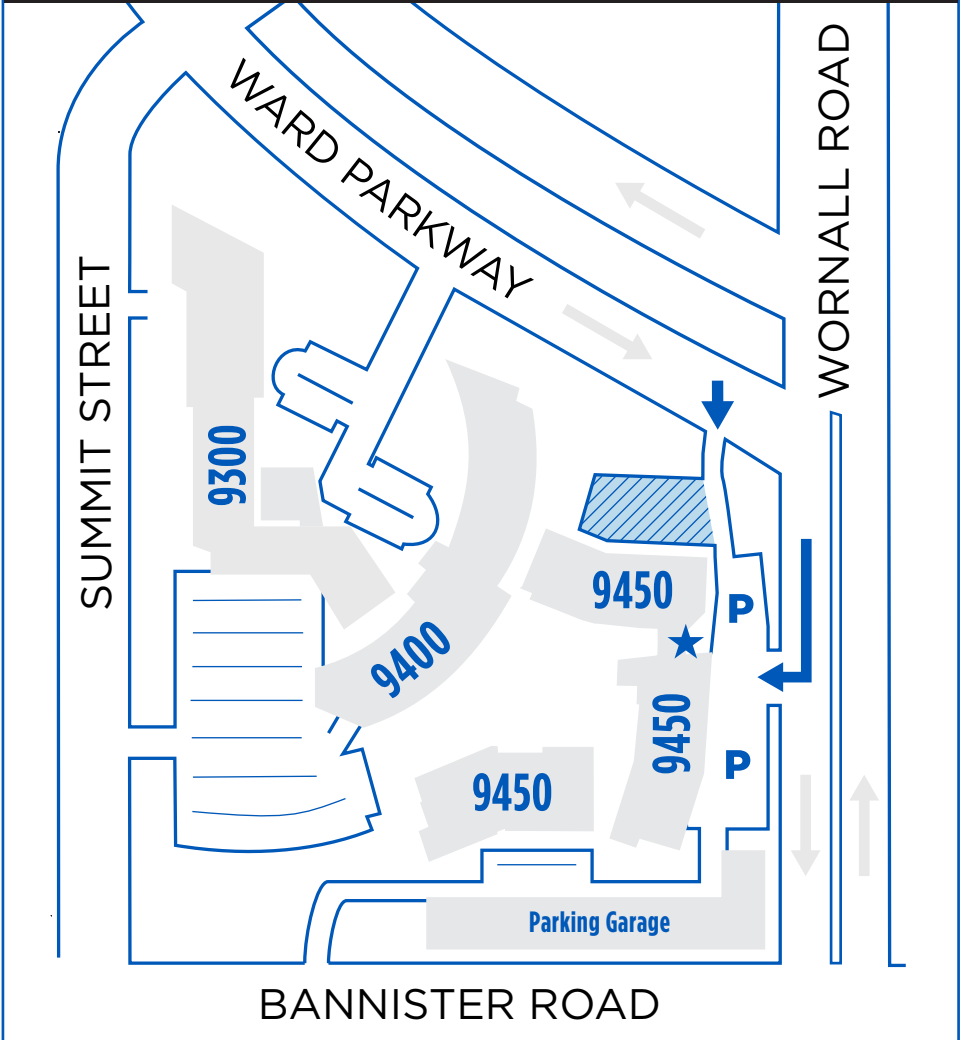 WARD PARKWAY
WORNALL ROAD
SUMMIT STREET
9300
9450
P
9400
9450
P
9450
Parking Garage
BANNISTER ROAD